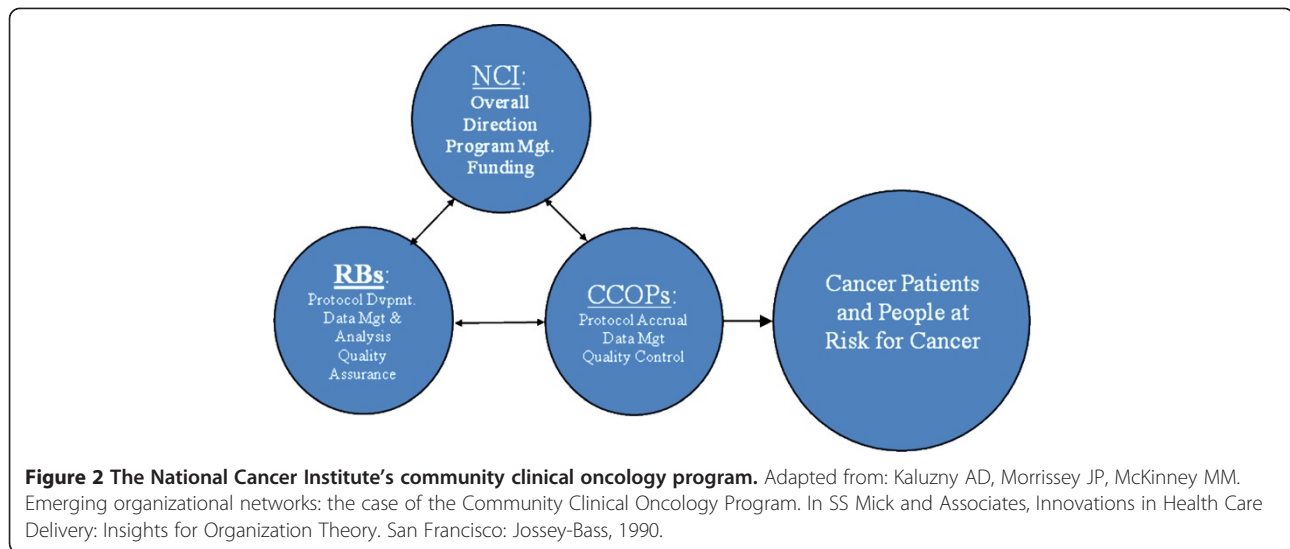 NCI:
Overall
Direction
Program Mgt.
Funding
RBs:
Protocol Dvpmt.
Data Mgt &
Analysis
Quality
Assurance
CCOPs:
Protocol Accrual
Data Mgt
Quality Control
Cancer Patients
and People at
Risk for Cancer
Figure 2 The National Cancer Institute’s community clinical oncology program. Adapted from: Kaluzny AD, Morrissey JP, McKinney MM.
Emerging organizational networks: the case of the Community Clinical Oncology Program. In SS Mick and Associates, Innovations in Health Care
Delivery: Insights for Organization Theory. San Francisco: Jossey-Bass, 1990.